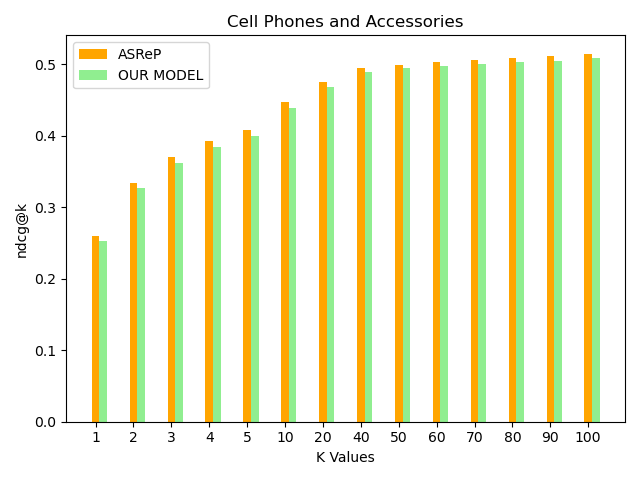 Cell Phones and Accessories
ASReP
OUR MODEL
ndcg@k
0.5
0.4
0.3
0.2
0.1
0.0
1 2 3 4 5 10 20 40 50 60 70 80 90 100
K Values